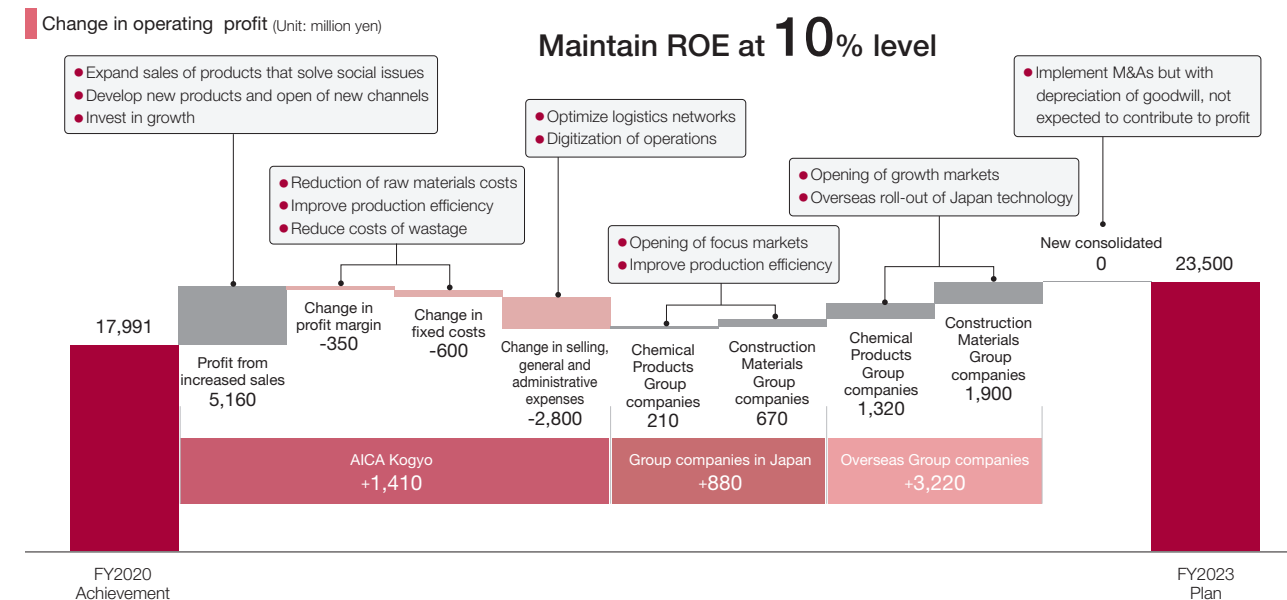 Change in operating profit (Unit: million yen)
Maintain ROE at 10% level
● Expand sales of products that solve social issues
● Develop new products and open of new channels
● Invest in growth
● Reduction of raw materials costs
● Improve production efficiency
● Reduce costs of wastage
● Optimize logistics networks
● Digitization of operations
● Opening of focus markets
● Improve production efficiency
● Opening of growth markets
● Overseas roll-out of Japan technology
● Implement M&As but with
depreciation of goodwill, not
expected to contribute to profit
17,991
Profit from
increased sales
5,160
Change in
profit margin
-350
Change in
fixed costs
-600
Change in selling,
general and
administrative
expenses
-2,800
Chemical
Products
Group
companies
210
Construction
Materials
Group
companies
670
Chemical
Products
Group
companies
1,320
Construction
Materials
Group
companies
1,900
New consolidated
0
23,500
AICA Kogyo
+1,410
Group companies in Japan
+880
Overseas Group companies
+3,220
FY2020
Achievement
FY2023
Plan